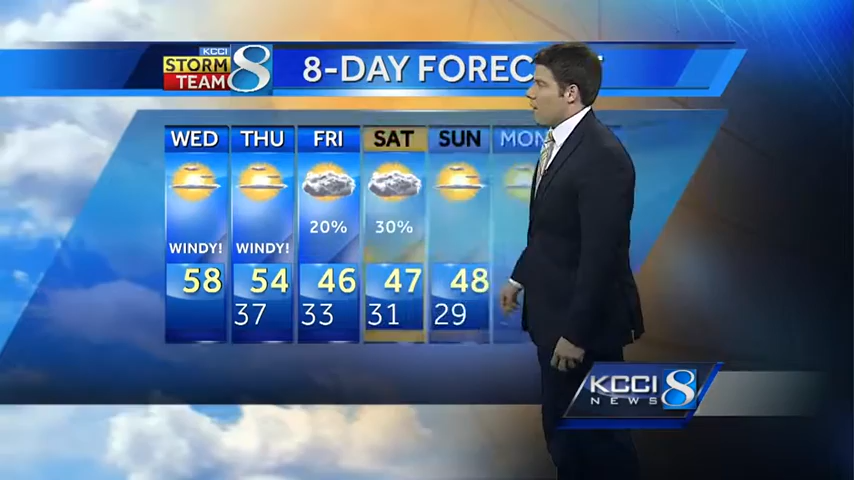 KCCI
STORM
TEAM 8
8-DAY FOREC
WED THU FRI SAT SUN MON
20% 30%
WINDY! WINDY!
58 54 46 47 48
37 33 31 29
KCCI 8
NEWS